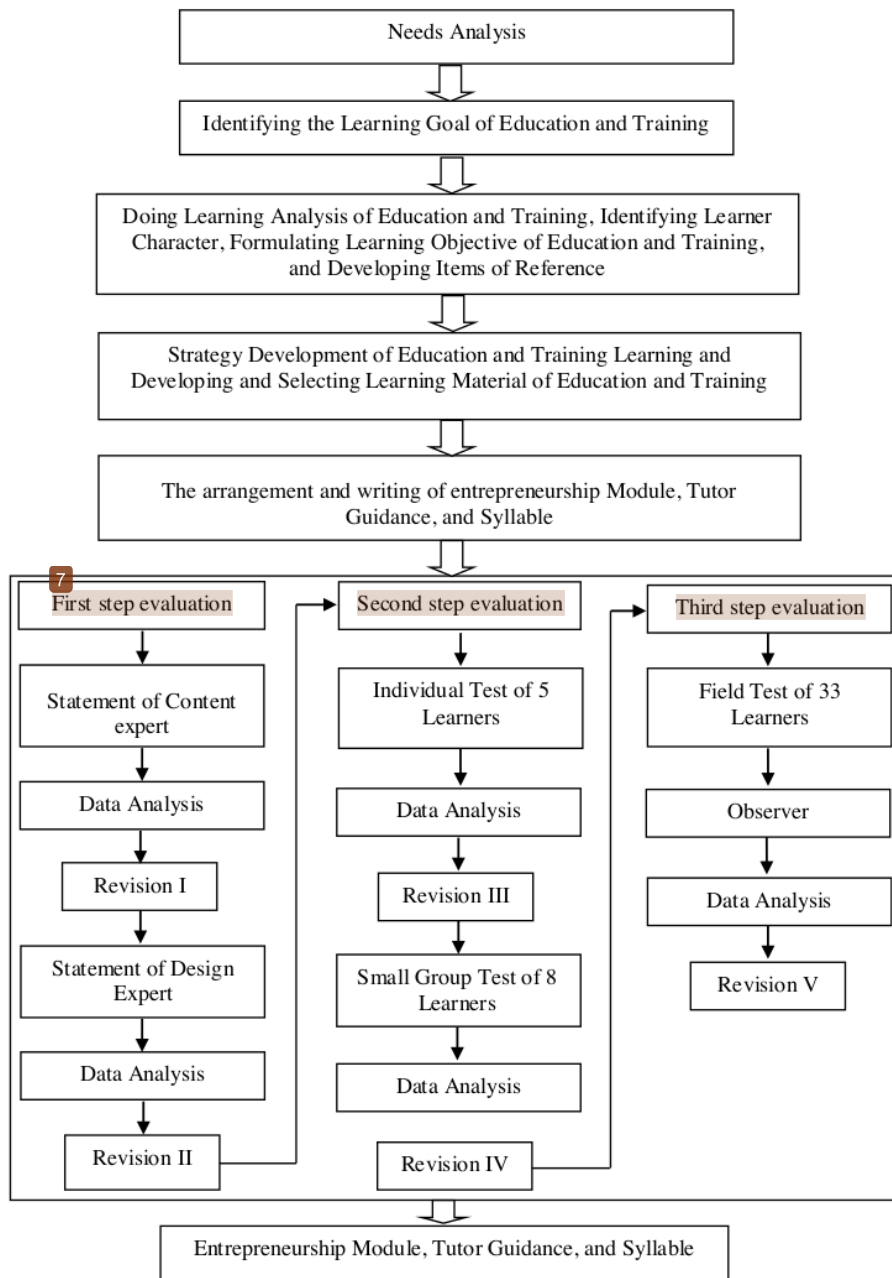 Needs Analysis
Identifying the Learning Goal of Education and Training
Doing Learning Analysis of Education and Training, Identifying Learner
Character, Formulating Learning Objective of Education and Training,
and Developing Items of Reference
Strategy Development of Education and Training Learning and
Developing and Selecting Learning Material of Education and Training
The arrangement and writing of entrepreneurship Module, Tutor
Guidance, and Syllable
7
First step evaluation
Statement of Content
expert
Data Analysis
Revision I
Statement of Design
Expert
Data Analysis
Revision II
Second step evaluation
Individual Test of 5
Learners
Data Analysis
Revision III
Small Group Test of 8
Learners
Data Analysis
Revision IV
Third step evaluation
Field Test of 33
Learners
Observer
Data Analysis
Revision V
Entrepreneurship Module, Tutor Guidance, and Syllable